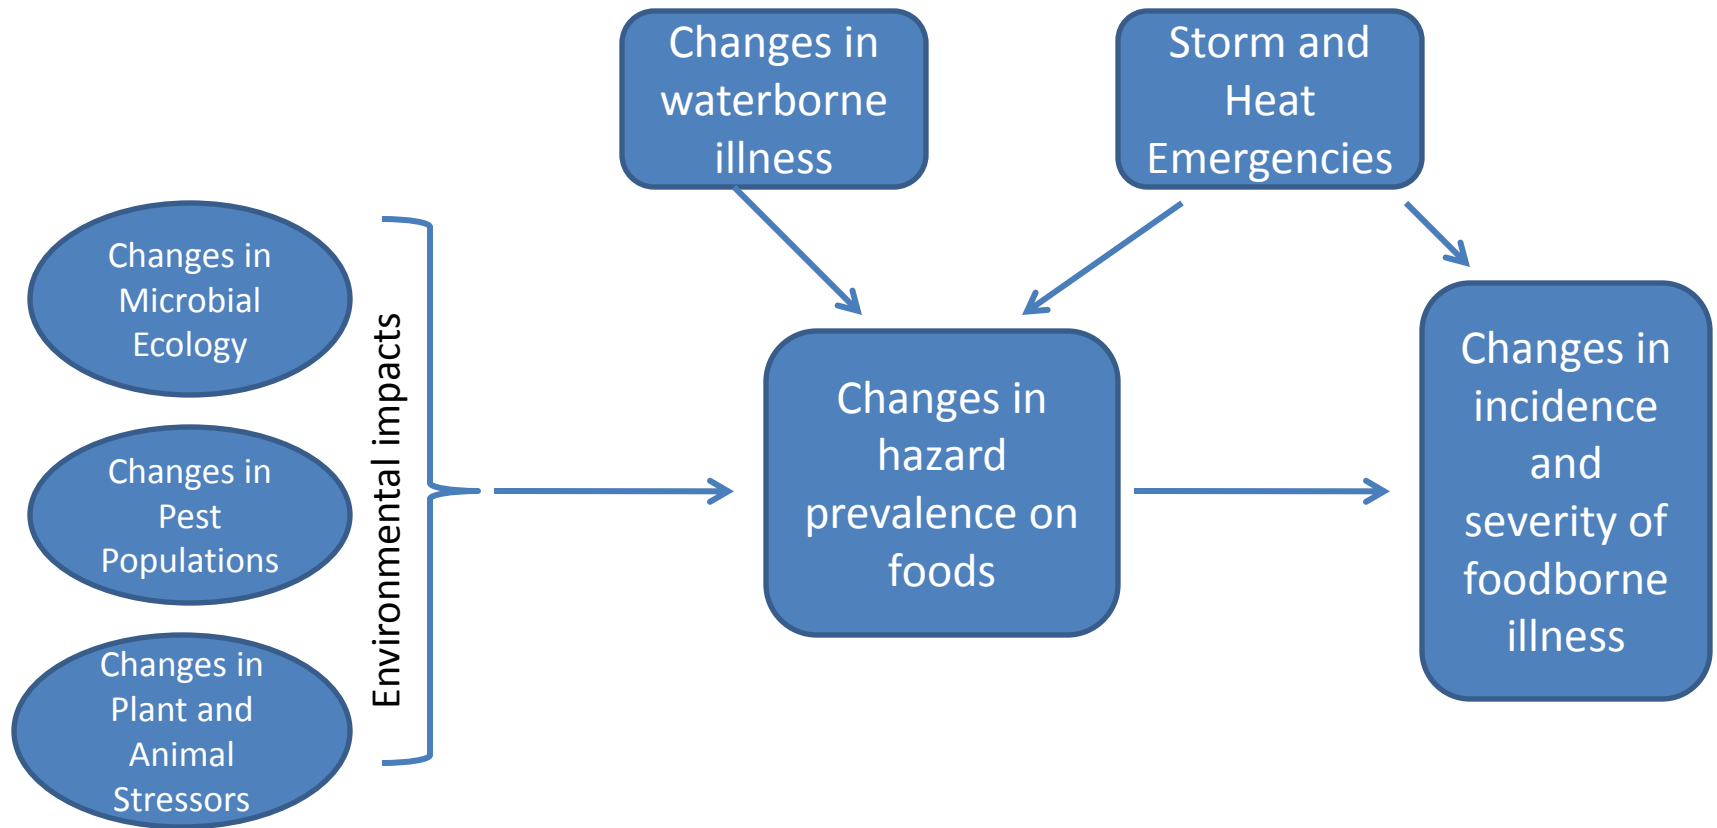 Changes in
waterborne
illness
Storm and
Heat
Emergencies
Changes in
Microbial
Ecology
Changes in
Pest
Populations
Changes in
Plant and
Animal
Stressors
Environmental impacts
Changes in
hazard
prevalence on
foods
Changes in
incidence
and
severity of
foodborne
illness